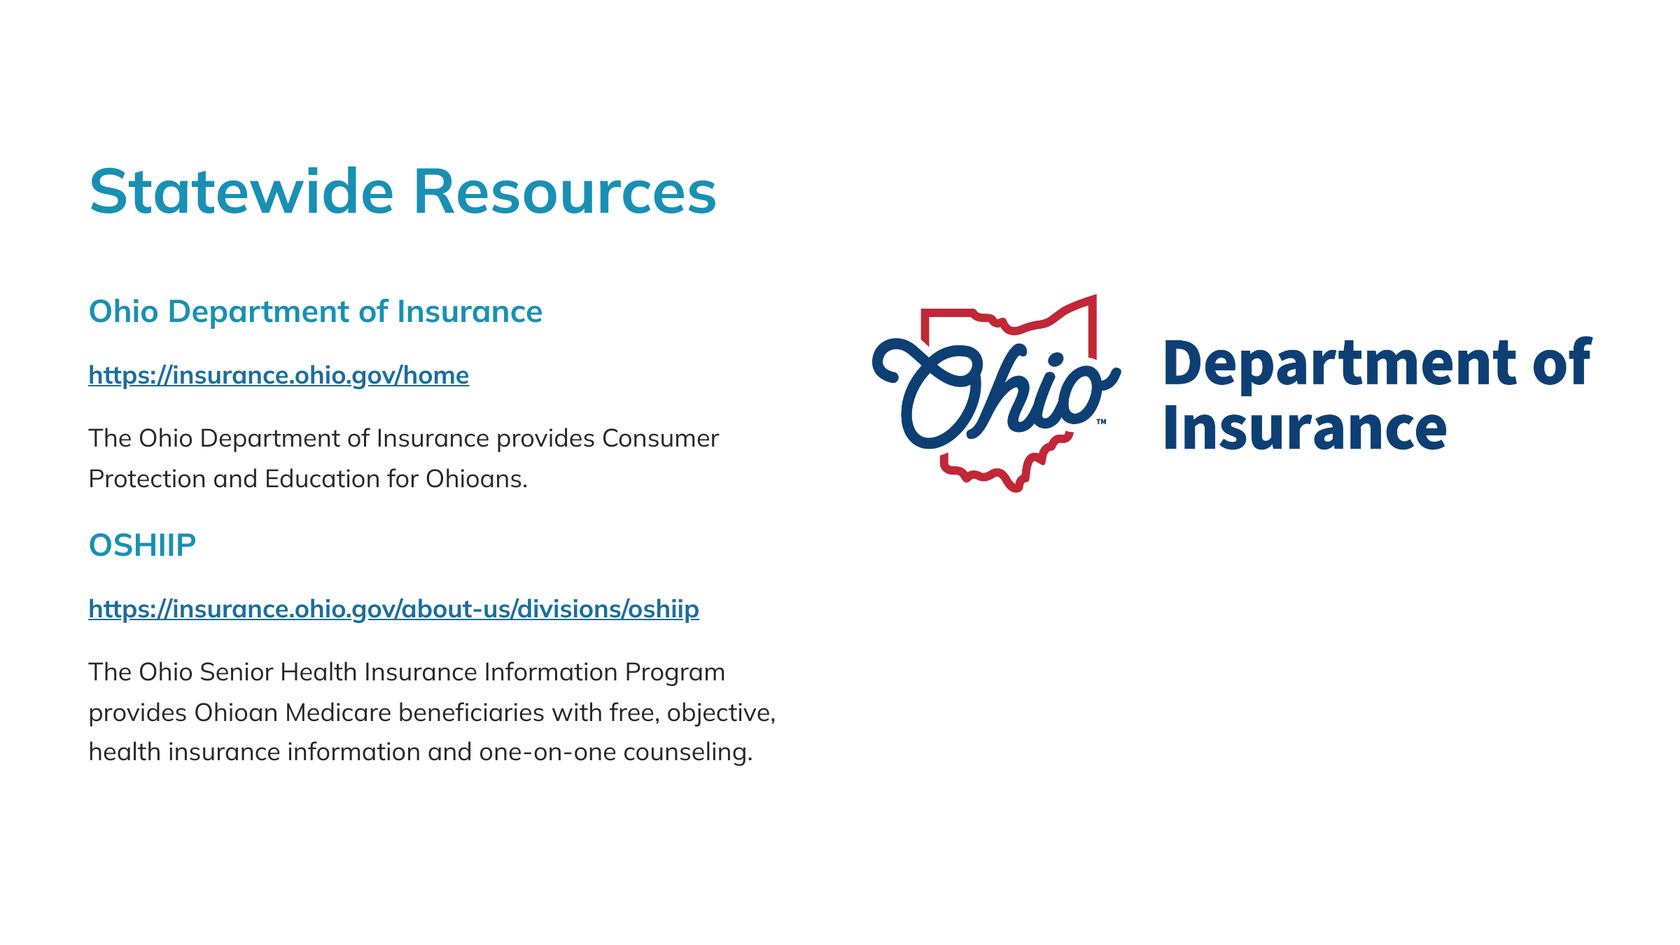 Statewide Resources
Ohio Department of Insurance
https://insurance.ohio.gov/home
The Ohio Department of Insurance provides Consumer
Protection and Education for Ohioans.
OSHIIP
https://insurance.ohio.gov/about-us/divisions/oshiip
The Ohio Senior Health Insurance Information Program
provides Ohioan Medicare beneficiaries with free, objective,
health insurance information and one-on-one counseling.
Ohio™
Department of
Insurance